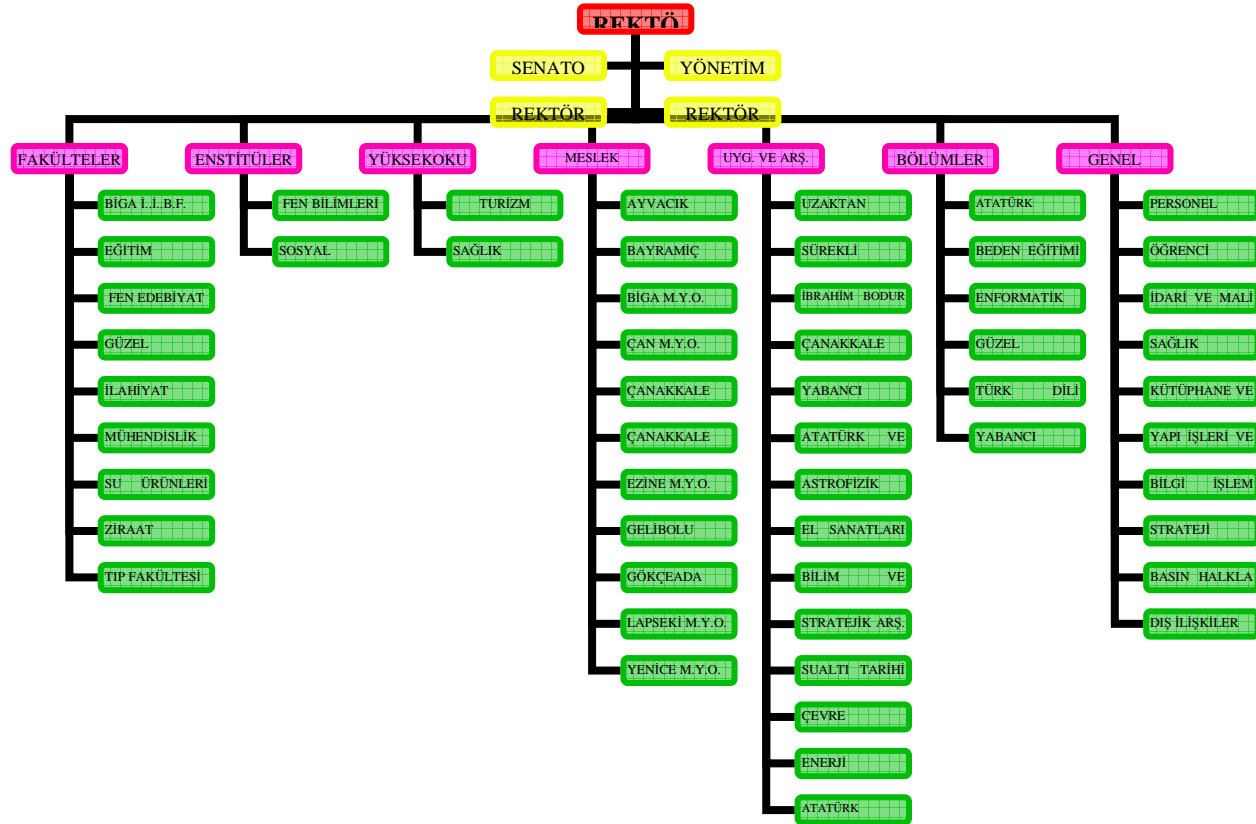 REKTÖ
SENATO
YÖNETİM
REKTÖR
REKTÖR
FAKÜLTELER
ENSTİTÜLER
YÜKSEKOKU
MESLEK
UYG. VE ARŞ.
BÖLÜMLER
GENEL
BİGA İ..İ..B.F.
EĞİTİM
FEN EDEBİYAT
GÜZEL
İLAHİYAT
MÜHENDİSLİK
SU ÜRÜNLERİ
ZİRAAT
TIP FAKÜLTESİ
FEN BİLIMLERİ
SOSYAL
TURİZM
SAĞLIK
AYVACIK
BAYRAMİÇ
BİGA M.Y.O.
ÇAN M.Y.O.
ÇANAKKALE
ÇANAKKALE
EZİNE M.Y.O.
GELİBOLU
GÖKÇEADA
LAPSEKİ M.Y.O.
YENİCE M.Y.O.
UZAKTAN
SÜREKLİ
İBRAHİM BODUR
ÇANAKKALE
YABANCI
ATATÜRK VE
ASTROFİZİK
EL SANATLARI
BİLİM VE
STRATEJİK ARŞ.
SUALTI TARİHİ
ÇEVRE
ENERJİ
ATATÜRK
ATATÜRK
BEDEN EĞİTİMİ
ENFORMATİK
GÜZEL
TÜRK DİLİ
YABANCI
PERSONEL
ÖĞRENCİ
İDARİ VE MALİ
SAĞLIK
KÜTÜPHANE VE
YAPI İŞLERİ VE
BİLGİ İŞLEM
STRATEJİ
BASIN HALKLA
DIŞ İLİŞKİLER